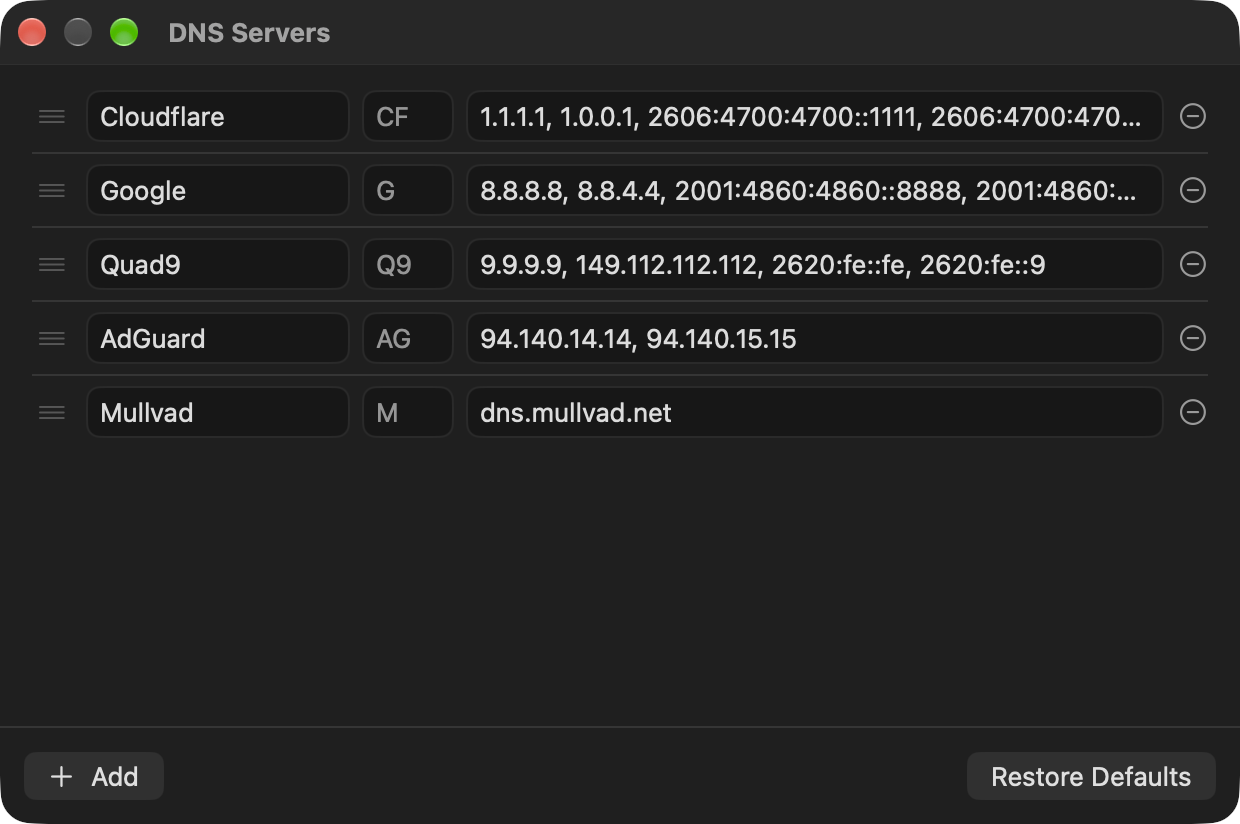 DNS Servers
Cloudflare CF 1.1.1.1, 1.0.0.1, 2606:4700:4700::1111, 2606:4700:470...
Google G 8.8.8.8, 8.8.4.4, 2001:4860:4860::8888, 2001:4860:...
Quad9 Q9 9.9.9.9, 149.112.112.112, 2620:fe::fe, 2620:fe::9
AdGuard AG 94.140.14.14, 94.140.15.15
Mullvad M dns.mullvad.net
+ Add Restore Defaults